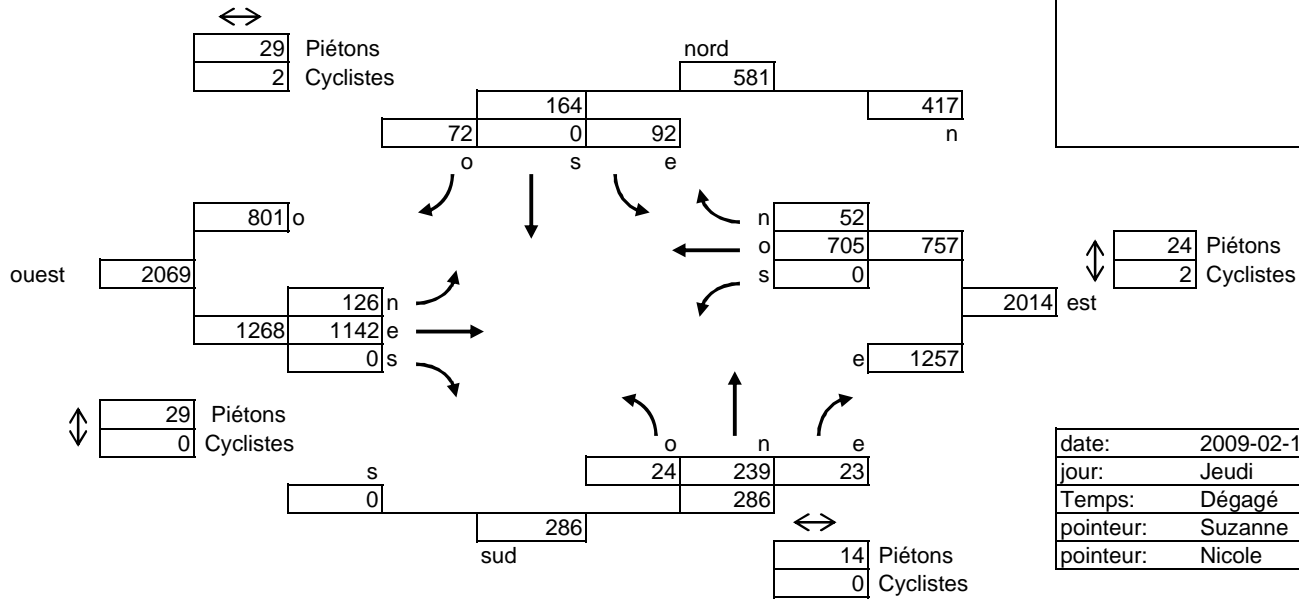 29 Piétons
nord
2 Cyclistes
581
164
417
72 0 92
n
o s e
801 o
n 52
o 705 757
24 Piétons
ouest 2069
s 0
2 Cyclistes
126 n
2014 est
1268 1142 e
0 s
e 1257
29 Piétons
0 Cyclistes
o n e
date: 2009-02-1
s
24 239 23
jour: Jeudi
0
286
Temps: Dégagé
286
pointeur: Suzanne
sud
14 Piétons
pointeur: Nicole
0 Cyclistes